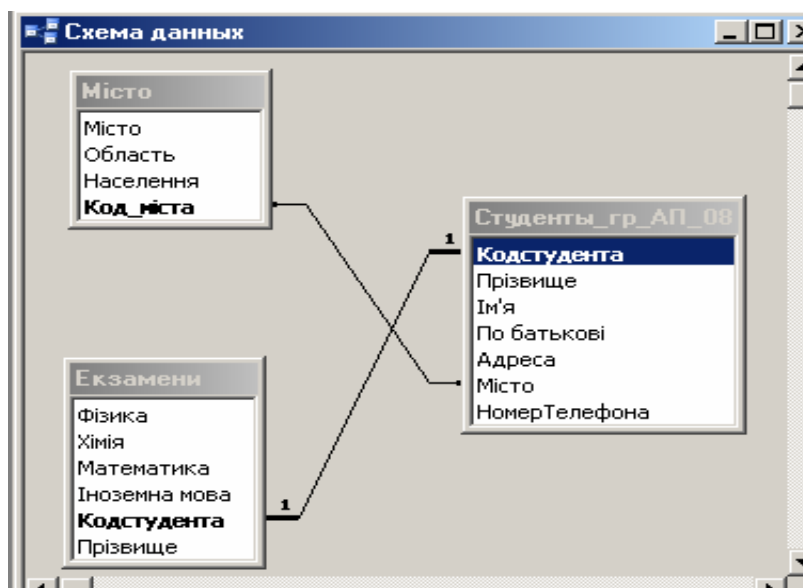 Схема данных
Місто
Місто
Область
Населення
Код_міста
Студенты_гр_АП_08
1
Кодстудента
Прізвище
Ім'я
По батькові
Адреса
Місто
НомерТелефона
Екзамени
Фізика
Хімія
Математика
Іноземна мова
Кодстудента
1
Прізвище